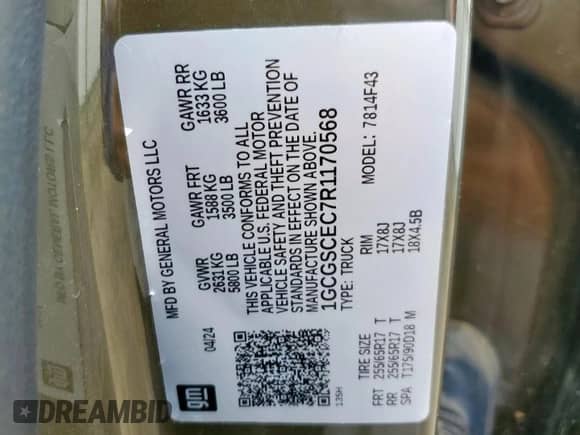 MFD BY GENERAL MOTORS LLC
04/24
GVWR
2631KG
5800 LB
GAWR FRT
1588 KG
3500 LB
GAWR RR
1633 KG
3600 LB
THIS VEHICLE CONFORMS TO ALL
APPLICABLE U.S. FEDERAL MOTOR
VEHICLE SAFETY AND THEFT PREVENTION
STANDARDS IN EFFECT ON THE DATE OF
MANUFACTURE SHOWN ABOVE.
1GCGSCEC7R1170568
TYPE: TRUCK
MODEL: 7814F43
TIRE SIZE RIM
FRT 255/65R17 T 17X8J
RR 255/65R17 T 17X8J
SPA T175/90D18 M 18X4.5B
gm
DREAMBID